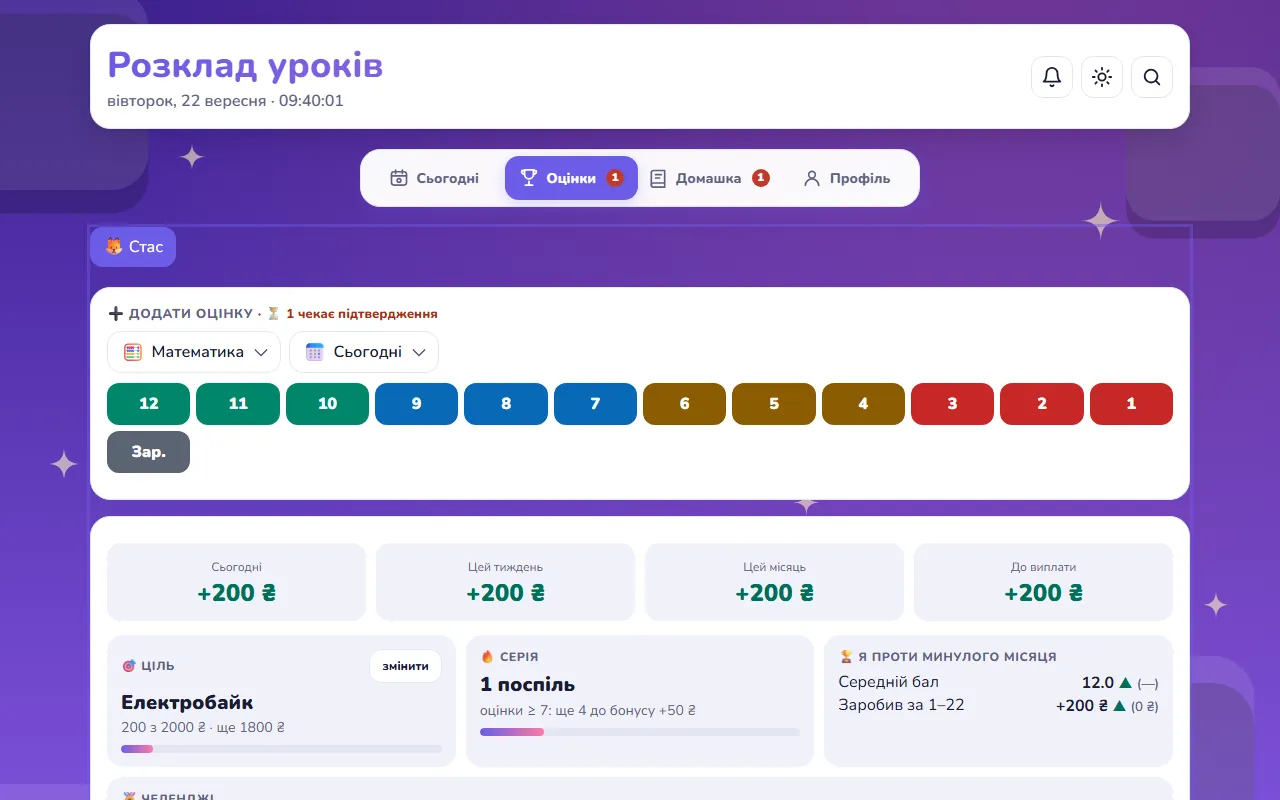 Розклад уроків
вівторок, 22 вересня · 09:40:01
Сьогодні
Оцінки 1
Домашка 1
Профіль
Стас
ДОДАТИ ОЦІНКУ · 1 чекає підтвердження
Математика
Сьогодні
12 11 10 9 8 7 6 5 4 3 2 1
Зар.
Сьогодні
+200 ₴
Цей тиждень
+200 ₴
Цей місяць
+200 ₴
До виплати
+200 ₴
ЦІЛЬ
змінити
Електробайк
200 з 2000 ₴ · ще 1800 ₴
СЕРІЯ
1 поспіль
оцінки ≥ 7: ще 4 до бонусу +50 ₴
Я ПРОТИ МИНУЛОГО МІСЯЦЯ
Середній бал 12.0 ▲ (—)
Заробив за 1–22 +200 ₴ ▲ (0 ₴)
ЧЕЛЕНДЖІ